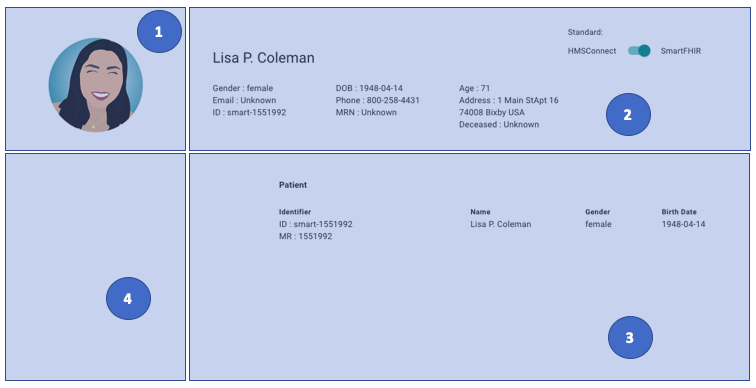 1
Standard:
HMSConnect SmartFHIR
Lisa P. Coleman
Gender : female DOB : 1948-04-14 Age : 71
Email : Unknown Phone : 800-258-4431 Address : 1 Main StApt 16
ID : smart-1551992 MRN : Unknown 74008 Bixby USA
Deceased : Unknown
2
Patient
Identifier Name Gender Birth Date
ID : smart-1551992 Lisa P. Coleman female 1948-04-14
MR : 1551992
4
3